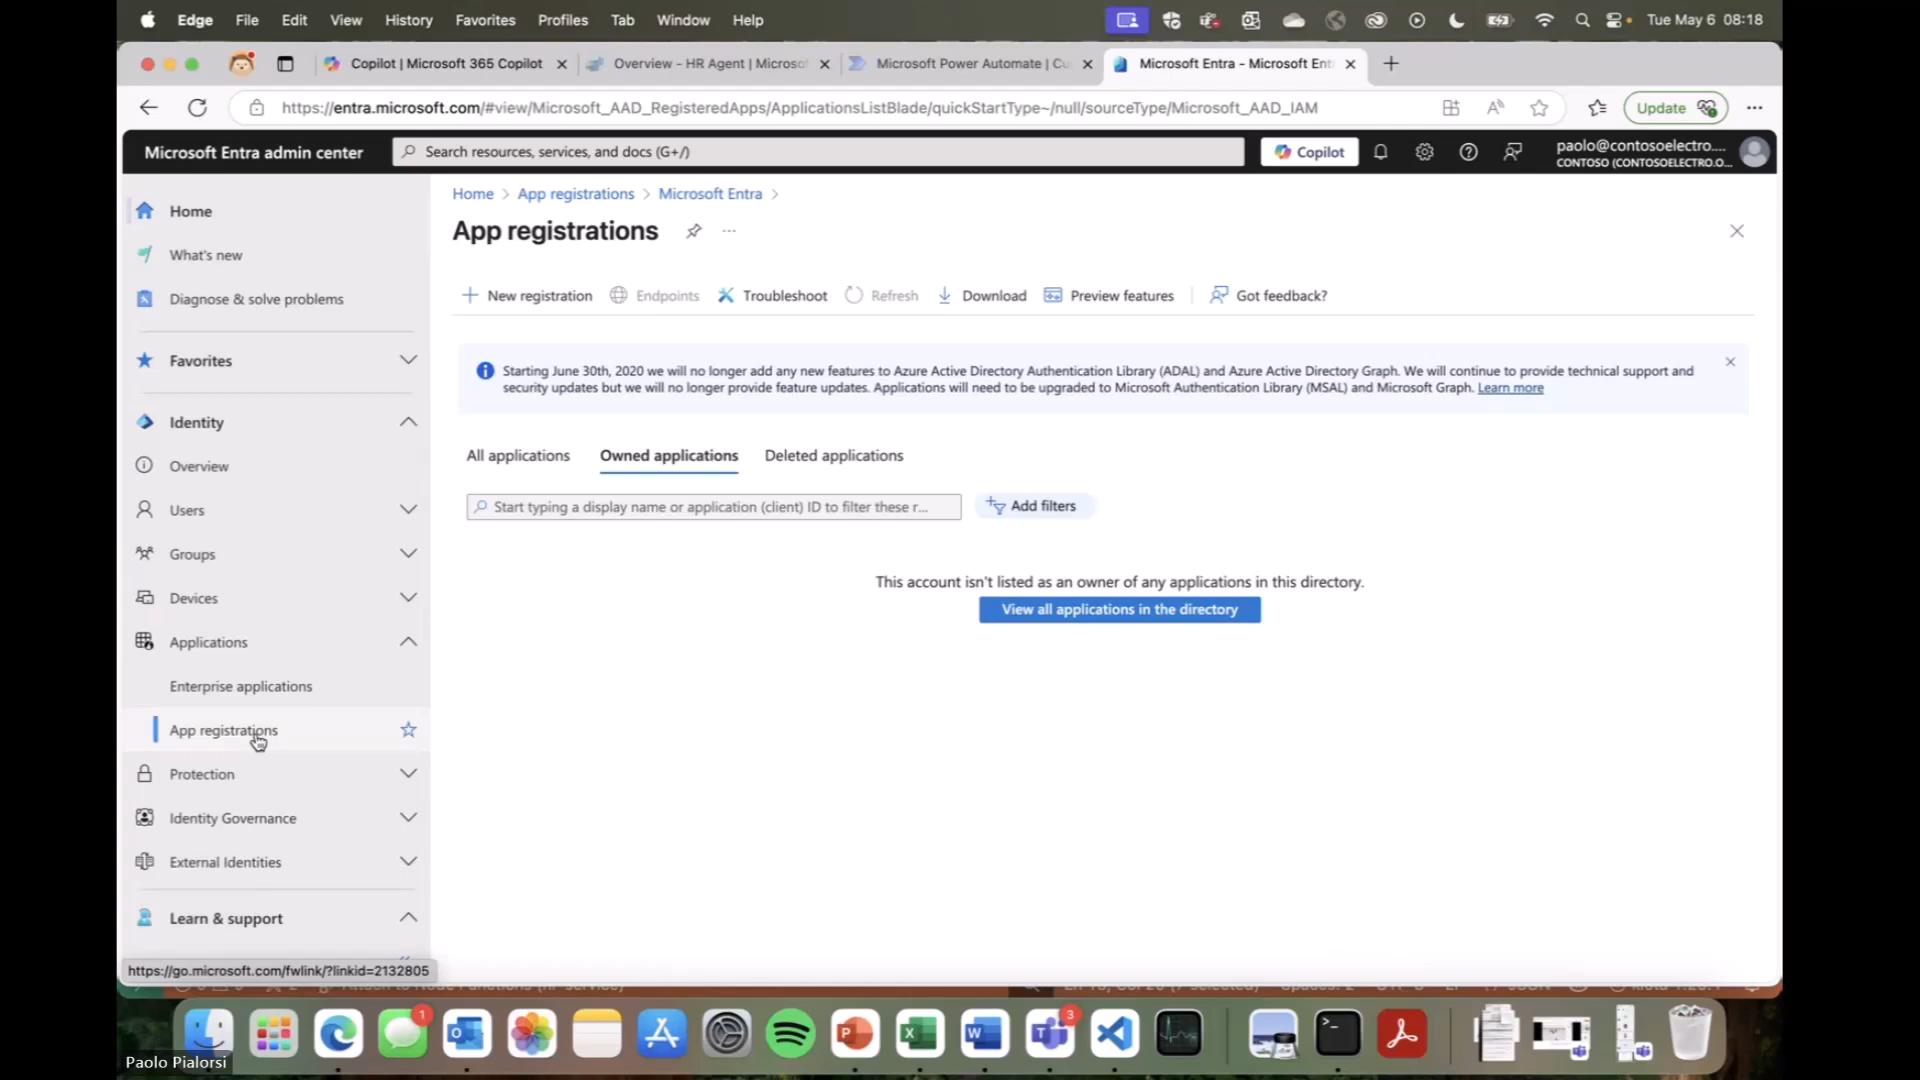 Edge File Edit View History Favorites Profiles Tab Window Help Tue May 6 08:18
Copilot | Microsoft 365 Copilot
Overview - HR Agent | Micros
Microsoft Power Automate | Cu
Microsoft Entra - Microsoft Ent
https://entra.microsoft.com/#view/Microsoft_AAD_RegisteredApps/ApplicationsListBlade/quickStartType~/null/sourceType/Microsoft_AAD_IAM
Update
Microsoft Entra admin center
Search resources, services, and docs (G+/)
Copilot
paolo@contosoelectro....
CONTOSO (CONTOSOELECTRO.O...
Home
What's new
Diagnose & solve problems
Favorites
Identity
Overview
Users
Groups
Devices
Applications
Enterprise applications
App registrations
Protection
Identity Governance
External Identities
Learn & support
https://go.microsoft.com/fwlink/?linkid=2132805
Home > App registrations > Microsoft Entra >
App registrations
New registration Endpoints Troubleshoot Refresh Download Preview features Got feedback?
Starting June 30th, 2020 we will no longer add any new features to Azure Active Directory Authentication Library (ADAL) and Azure Active Directory Graph. We will continue to provide technical support and
security updates but we will no longer provide feature updates. Applications will need to be upgraded to Microsoft Authentication Library (MSAL) and Microsoft Graph. Learn more
All applications Owned applications Deleted applications
Start typing a display name or application (client) ID to filter these r...
Add filters
This account isn't listed as an owner of any applications in this directory.
View all applications in the directory
1
3
Paolo Pialorsi